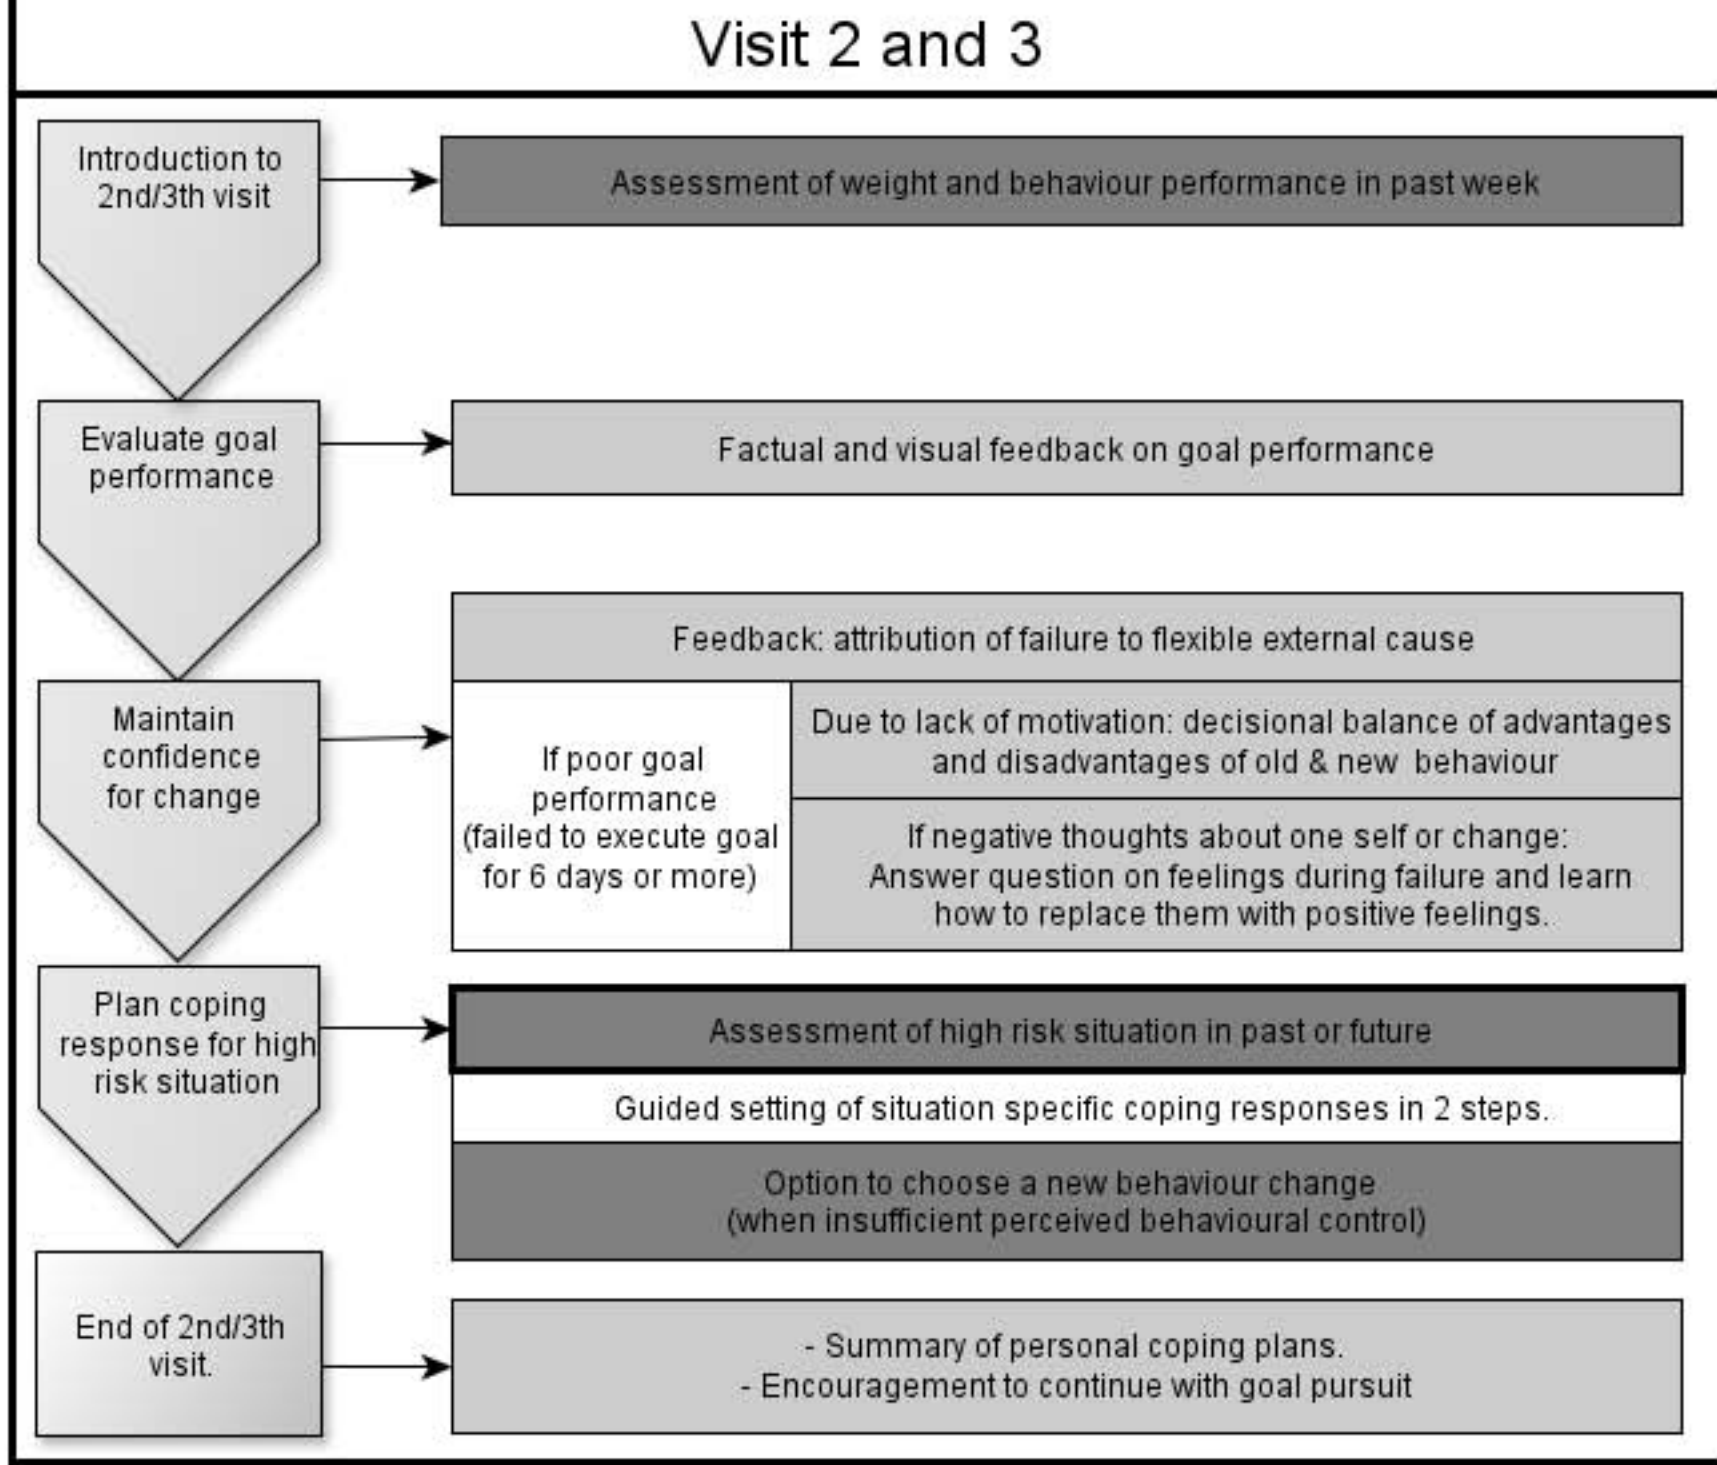 Visit 2 and 3
Introduction to
2nd/3th visit
Assessment of weight and behaviour performance in past week
Evaluate goal
performance
Factual and visual feedback on goal performance
Maintain
confidence
for change
Feedback: attribution of failure to flexible external cause
If poor goal
performance
(failed to execute goal
for 6 days or more)
Due to lack of motivation: decisional balance of advantages
and disadvantages of old & new behaviour
If negative thoughts about one self or change:
Answer question on feelings during failure and learn
how to replace them with positive feelings.
Plan coping
response for high
risk situation
Assessment of high risk situation in past or future
Guided setting of situation specific coping responses in 2 steps.
Option to choose a new behaviour change
(when insufficient perceived behavioural control)
End of 2nd/3th
visit.
- Summary of personal coping plans.
- Encouragement to continue with goal pursuit